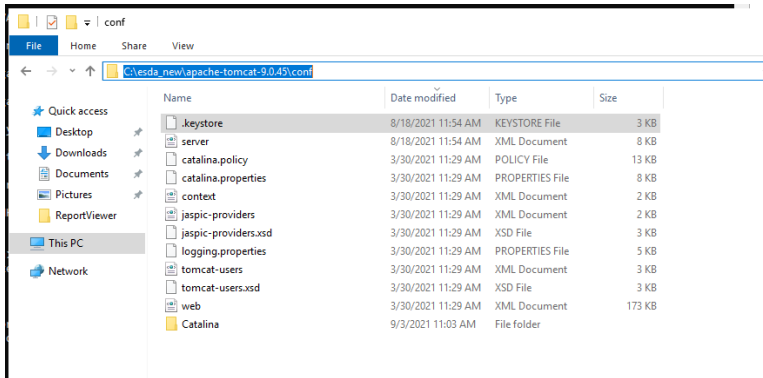 conf
File Home Share View
C:\esda_new\apache-tomcat-9.0.45\conf
Name Date modified Type Size
Quick access
Desktop
Downloads
Documents
Pictures
ReportViewer
This PC
Network
.keystore 8/18/2021 11:54 AM KEYSTORE File 3 KB
server 8/18/2021 11:54 AM XML Document 8 KB
catalina.policy 3/30/2021 11:29 AM POLICY File 13 KB
catalina.properties 3/30/2021 11:29 AM PROPERTIES File 8 KB
context 3/30/2021 11:29 AM XML Document 2 KB
jaspic-providers 3/30/2021 11:29 AM XML Document 2 KB
jaspic-providers.xsd 3/30/2021 11:29 AM XSD File 3 KB
logging.properties 3/30/2021 11:29 AM PROPERTIES File 5 KB
tomcat-users 3/30/2021 11:29 AM XML Document 3 KB
tomcat-users.xsd 3/30/2021 11:29 AM XSD File 3 KB
web 3/30/2021 11:29 AM XML Document 173 KB
Catalina 9/3/2021 11:03 AM File folder